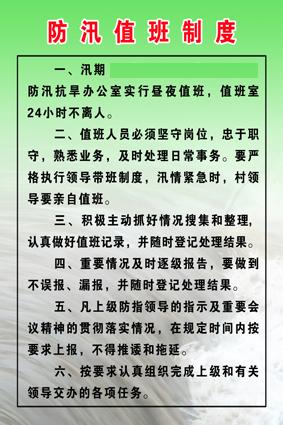 防汛值班制度
一、汛期
防汛抗旱办公室实行昼夜值班，值班室
24小时不离人。
二、值班人员必须坚守岗位，忠于职
守，熟悉业务，及时处理日常事务。要严
格执行领导带班制度，汛情紧急时，村领
导要亲自值班。
三、积极主动抓好情况搜集和整理,
认真做好值班记录，并随时登记处理结果。
四、重要情况及时逐级报告，要做到
不误报、漏报，并随时登记处理结果。
五、凡上级防指领导的指示及重要会
议精神的贯彻落实情况，在规定时间内按
要求上报，不得推诿和拖延。
六、按要求认真组织完成上级和有关
领导交办的各项任务。